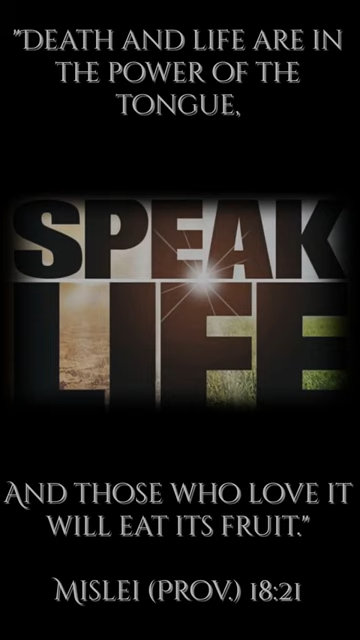 "Death and life are in
the power of the
tongue,
SPEAK
LIFE
And those who love it
will eat its fruit."
Mislei (Prov.) 18:21